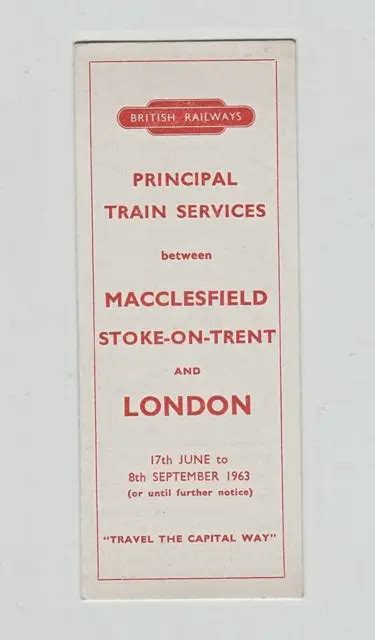 BRITISH RAILWAYS
PRINCIPAL
TRAIN SERVICES
between
MACCLESFIELD
STOKE-ON-TRENT
AND
LONDON
17th JUNE to
8th SEPTEMBER 1963
(or until further notice)
"TRAVEL THE CAPITAL WAY"